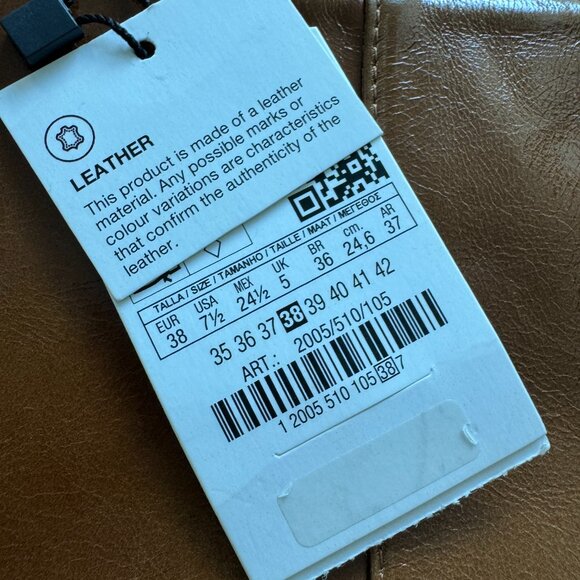 LEATHER
This product is made of a leather
material. Any possible marks or
colour variations are characteristics
that confirm the authenticity of the
leather.
TALLA / SIZE / TAMANHO / TAILLE / MAAT / ΜΕΓΕΘΟΣ
EUR USA MEX UK BR cm. AR
38 7½ 24½ 5 36 24.6 37
35 36 37 38 39 40 41 42
ART.: 2005/510/105
1 2005 510 105 38 7